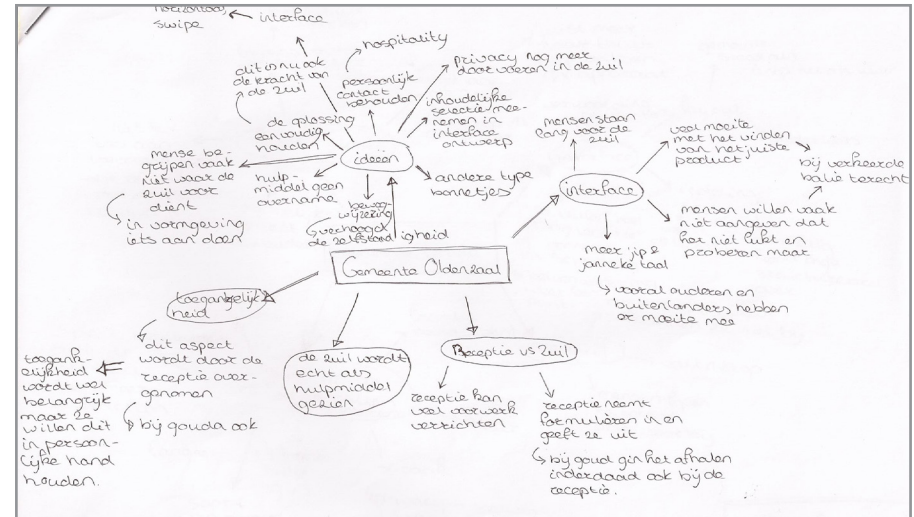 horizontaal
swipe
interface
hospitality
dit is nu ook
de kracht van
de zuil
persoonlijk
contact
behouden
privacy nog meer
doorvoeren in de zuil
de oplossing
eenvoudig
houden
inhoudelijke
selectie mee-
nemen in
interface
ontwerp
ideeën
mense be-
grijpen vaak
niet waar de
zuil voor
dient
in vormgeving
iets aan doen
hulp-
middel geen
overname
beweg-
wijzering
verhoogd
de zelfstandigheid
andere type
bonnetjes
mensen staan
lang voor de
zuil
veel moeite
met het vinden
van het juiste
product
bij verkeerde
balie terecht
interface
mensen willen vaak
niet aangeven dat
het niet lukt en
proberen maar
meer jip &
janneke taal
vooral ouderen en
buitenlanders hebben
er moeite mee
Gemeente Oldenzaal
toegankelijk
heid
dit aspect
wordt door de
receptie over-
genomen
bij gouda ook
toegank-
elijkheid
wordt wel
belangrijk
maar ze
willen dit
in persoon-
lijke hand
houden.
de zuil wordt
echt als
hulpmiddel
gezien
Receptie vs Zuil
receptie kan
veel voorwerk
verrichten
receptie neemt
formulieren in en
geeft ze uit
bij goud gin het afhalen
inderdaad ook bij de
receptie.